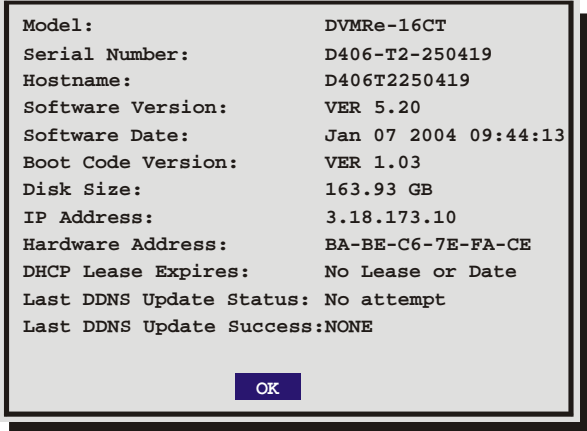 Model: DVMRe-16CT
Serial Number: D406-T2-250419
Hostname: D406T2250419
Software Version: VER 5.20
Software Date: Jan 07 2004 09:44:13
Boot Code Version: VER 1.03
Disk Size: 163.93 GB
IP Address: 3.18.173.10
Hardware Address: BA-BE-C6-7E-FA-CE
DHCP Lease Expires: No Lease or Date
Last DDNS Update Status: No attempt
Last DDNS Update Success:NONE
OK